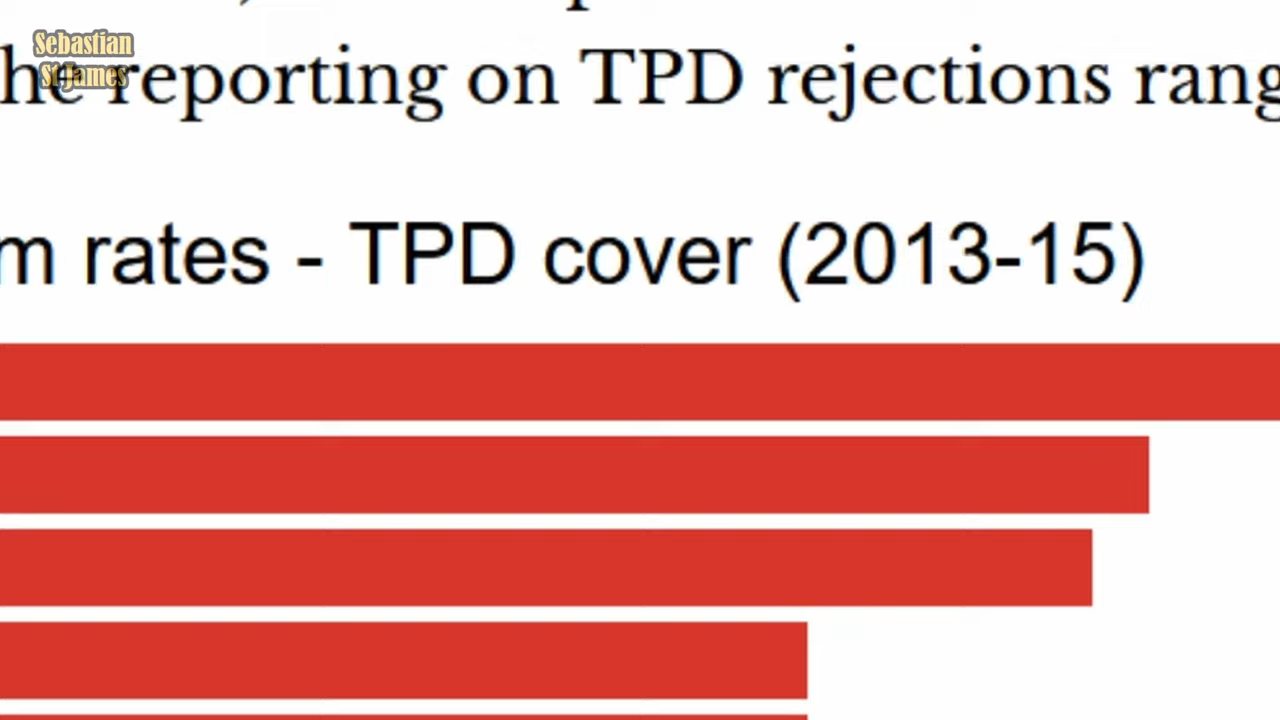 Sebastian
St James
he reporting on TPD rejections rang
m rates - TPD cover (2013-15)